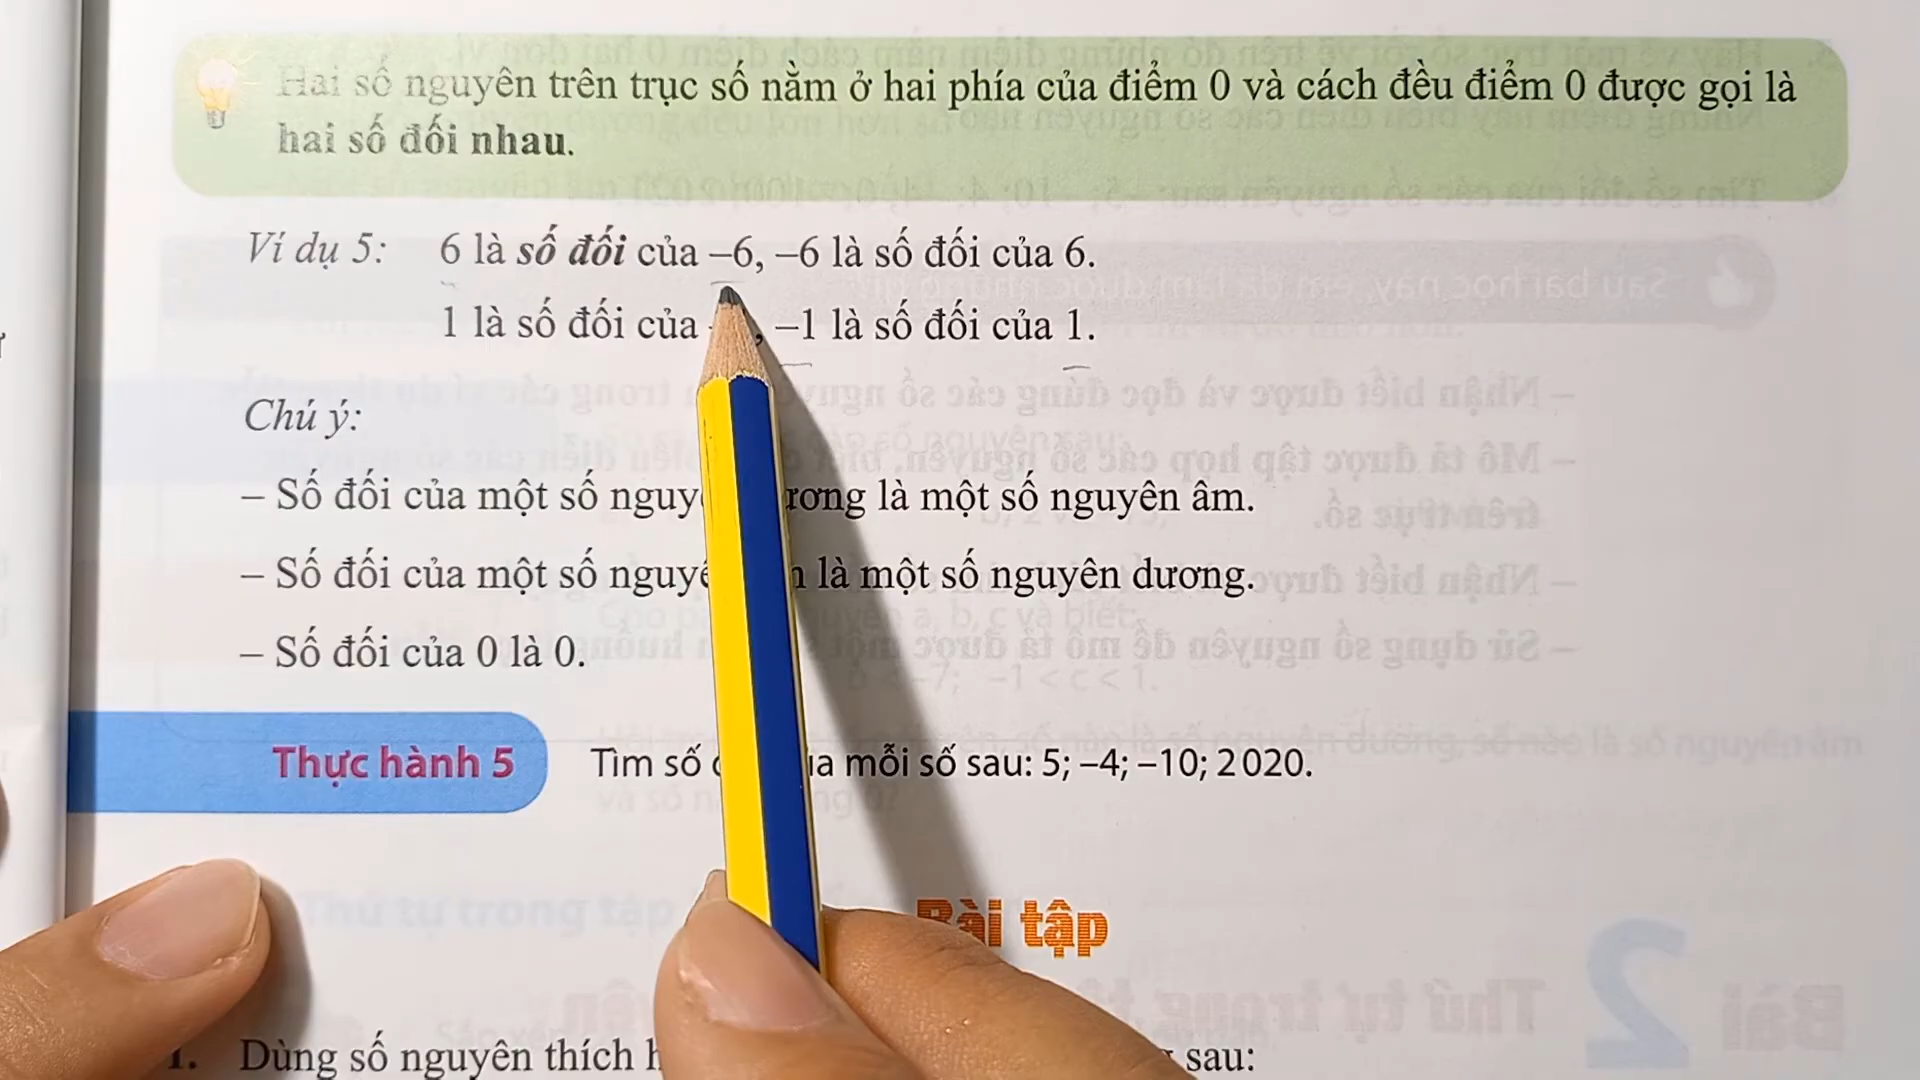 Hai số nguyên trên trục số nằm ở hai phía của điểm 0 và cách đều điểm 0 được gọi là
hai số đối nhau.
Ví dụ 5: 6 là số đối của –6, –6 là số đối của 6.
1 là số đối của , –1 là số đối của 1.
Chú ý:
– Số đối của một số là một số nguyên âm.
– Số đối của một số là một số nguyên dương.
– Số đối của 0 là 0.
Thực hành 5 Tìm số mỗi số sau: 5; –4; –10; 2020.
Bài tập
1. Dùng số nguyên thích sau: